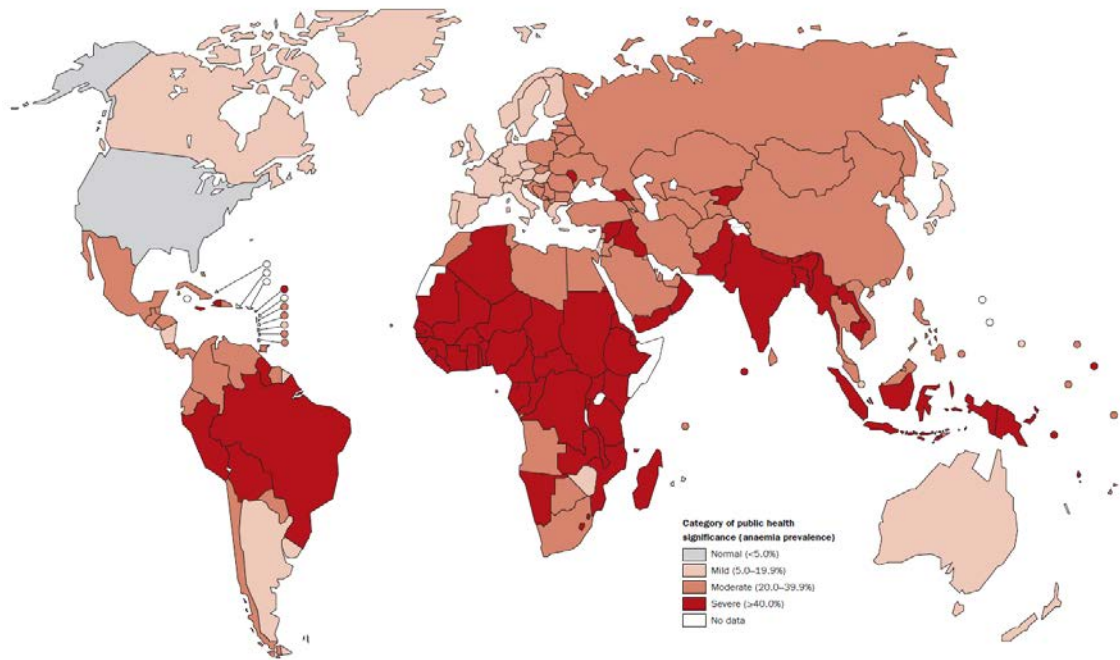 Category of public health
significance (anaemia prevalence)
Normal (<5.0%)
Mild (5.0–19.9%)
Moderate (20.0–39.9%)
Severe (≥40.0%)
No data